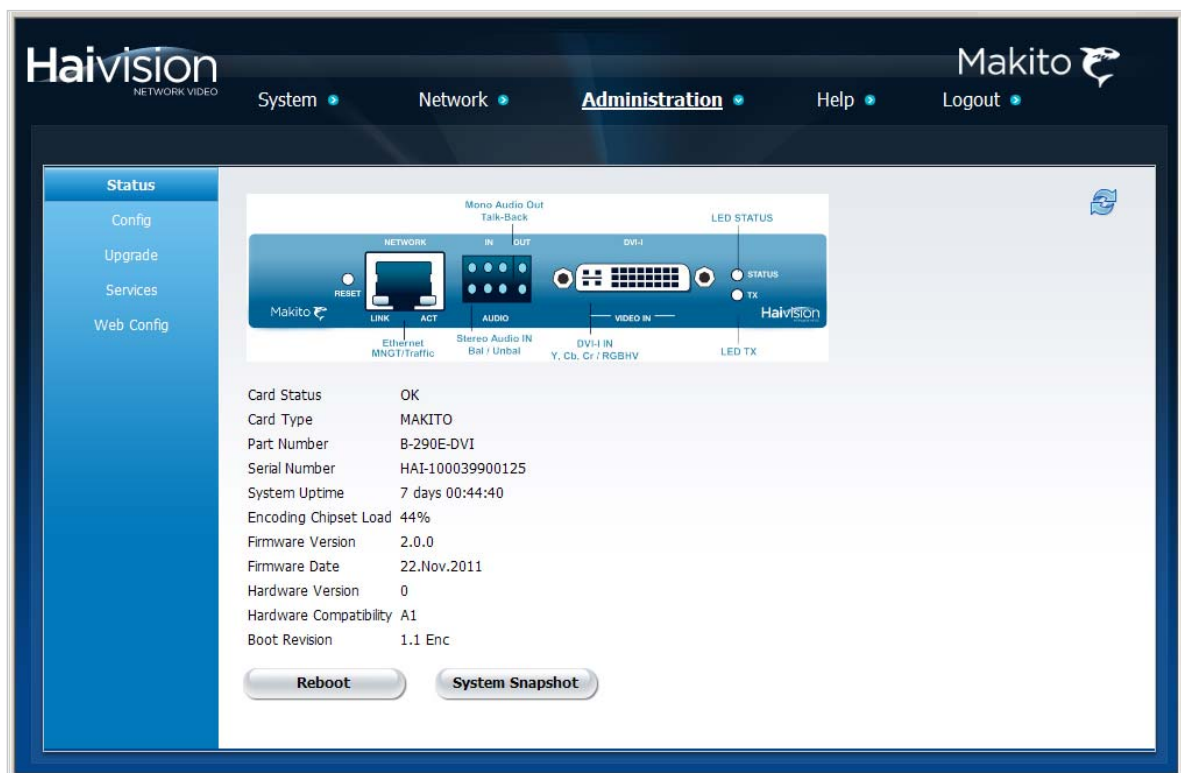 Haivision
NETWORK VIDEO
Makito
System Network Administration Help Logout
Status
Config
Upgrade
Services
Web Config
Mono Audio Out
Talk-Back
LED STATUS
NETWORK IN OUT DVI-I
RESET
STATUS
TX
Makito
LINK ACT AUDIO VIDEO IN
Haivision
Ethernet
MNGT/Traffic
Stereo Audio IN
Bal / Unbal
DVI-I IN
Y, Cb, Cr / RGBHV
LED TX
Card Status OK
Card Type MAKITO
Part Number B-290E-DVI
Serial Number HAI-100039900125
System Uptime 7 days 00:44:40
Encoding Chipset Load 44%
Firmware Version 2.0.0
Firmware Date 22.Nov.2011
Hardware Version 0
Hardware Compatibility A1
Boot Revision 1.1 Enc
Reboot System Snapshot